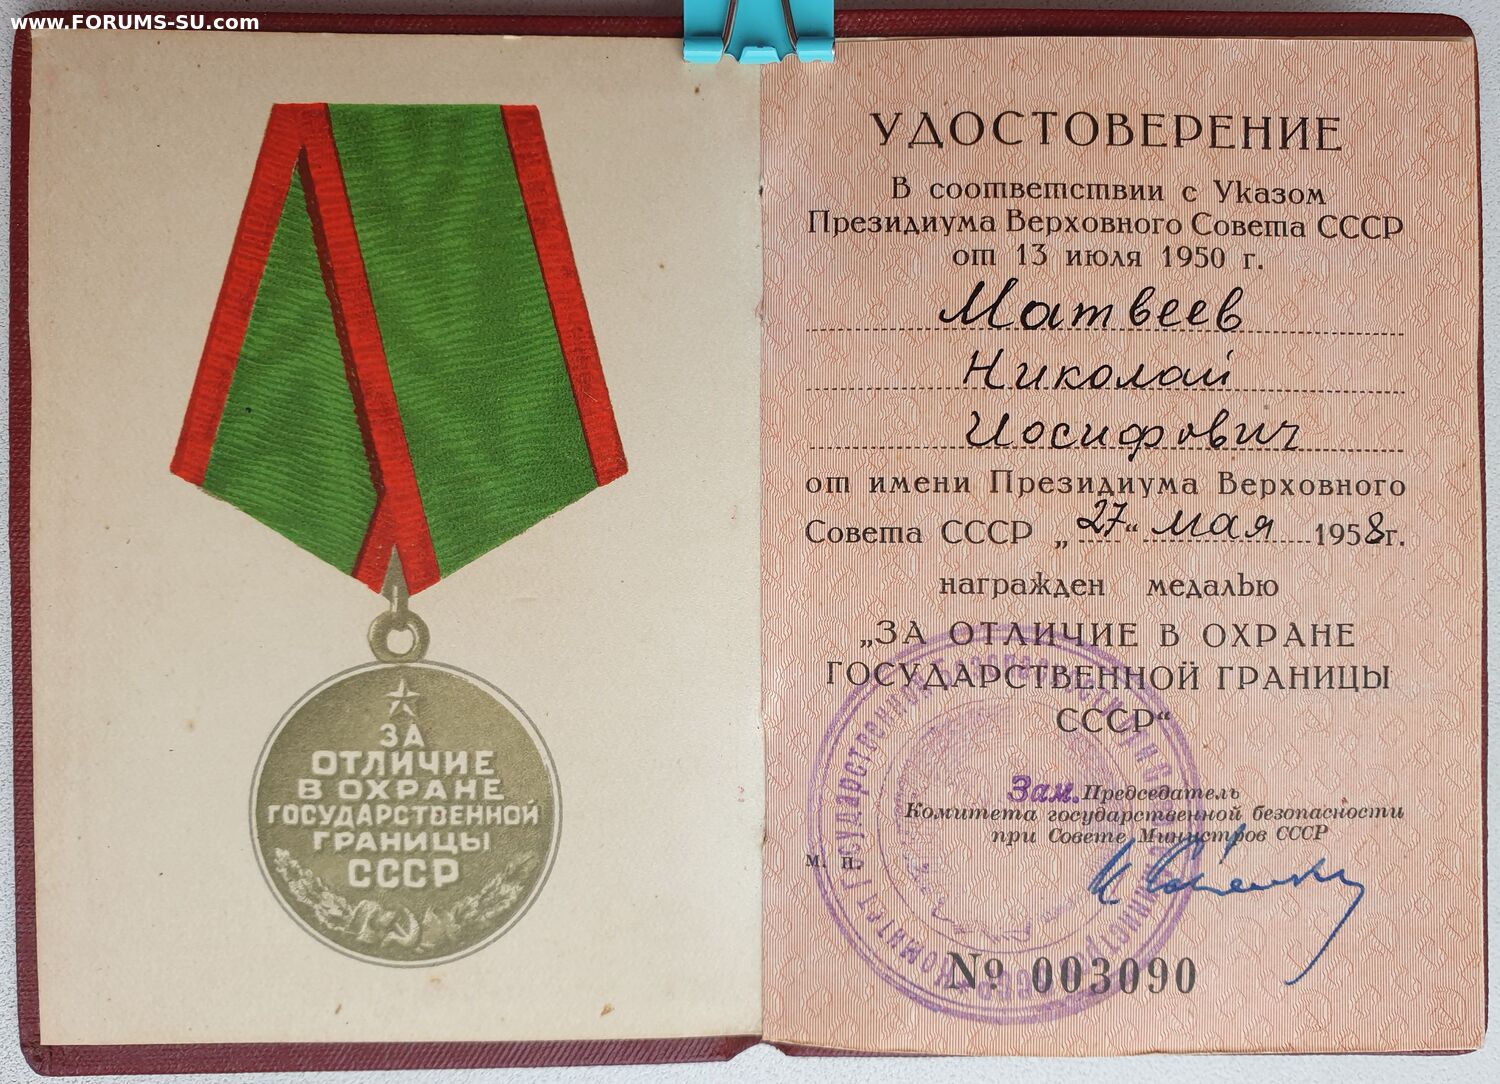 www.FORUMS-SU.com
ЗА
ОТЛИЧИЕ
В ОХРАНЕ
ГОСУДАРСТВЕННОЙ
ГРАНИЦЫ
СССР
УДОСТОВЕРЕНИЕ
В соответствии с Указом
Президиума Верховного Совета СССР
от 13 июля 1950 г.
Матвеев
Николай
Иосифович
от имени Президиума Верховного
Совета СССР „27“ мая 1958г.
награжден медалью
„ЗА ОТЛИЧИЕ В ОХРАНЕ
ГОСУДАРСТВЕННОЙ ГРАНИЦЫ
СССР“
Зам. Председатель
Комитета государственной безопасности
при Совете Министров СССР
м. п.
№ 003090